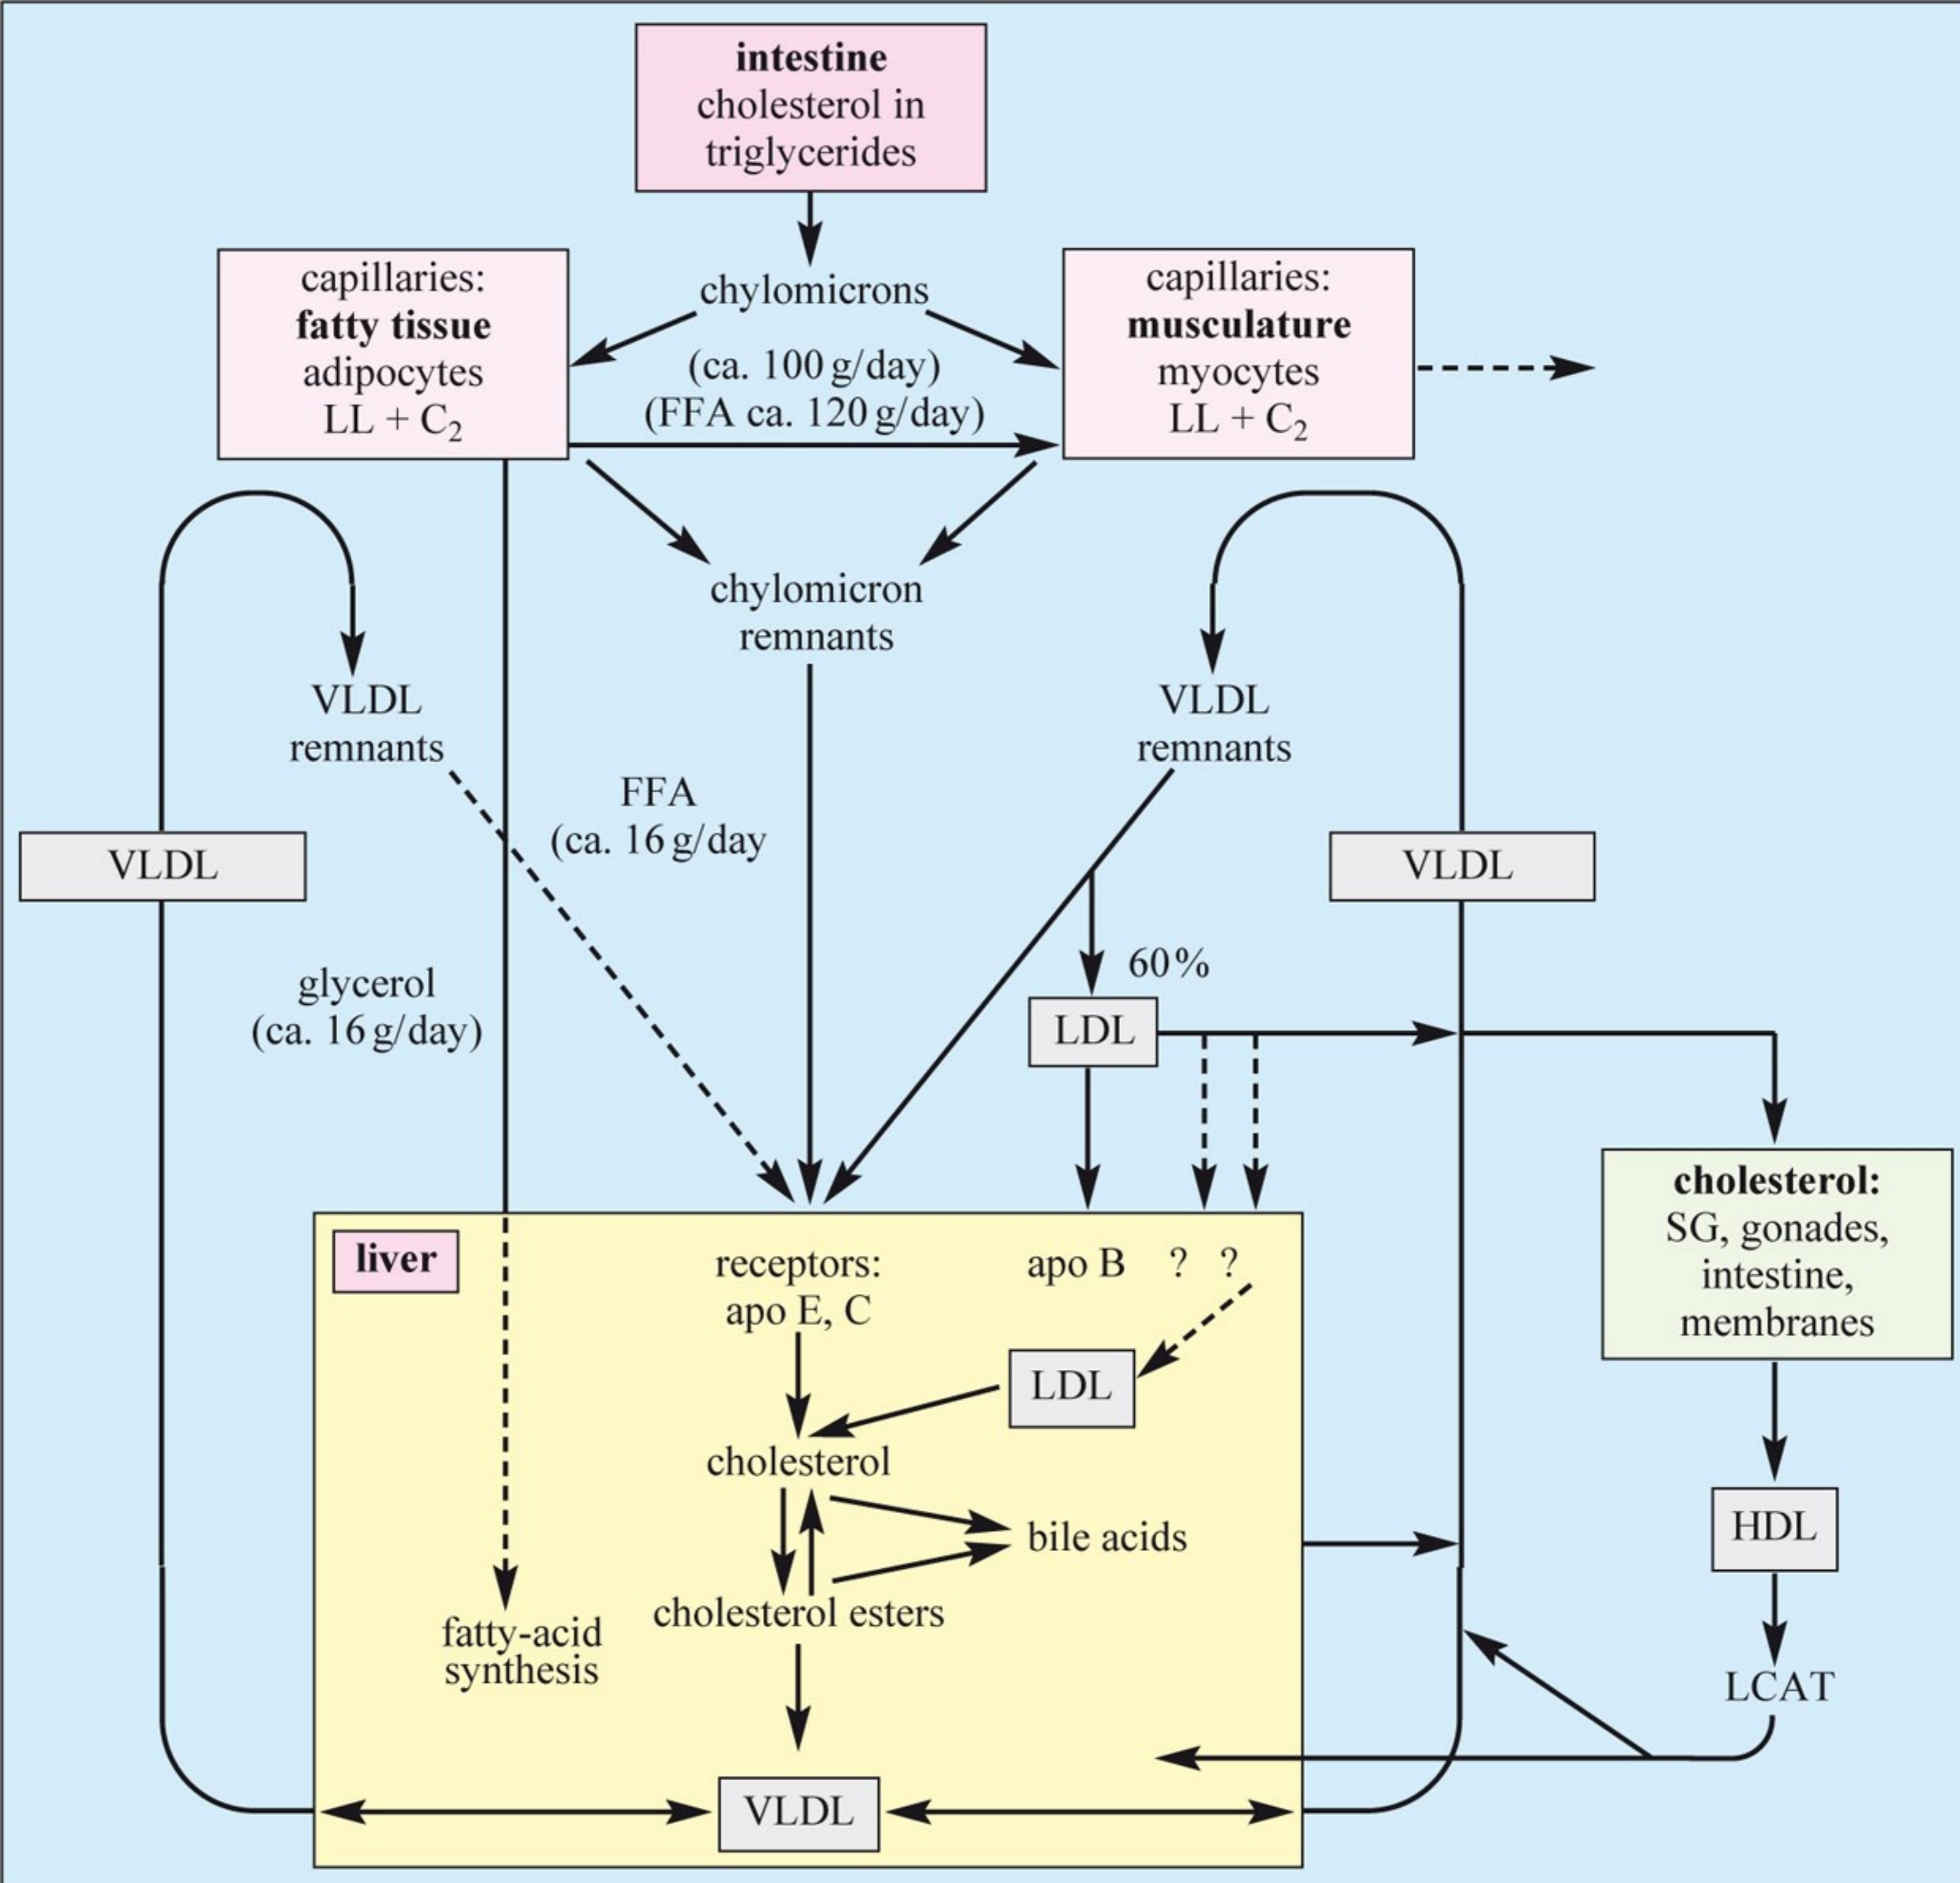 intestine
cholesterol in
triglycerides
capillaries:
fatty tissue
adipocytes
LL + C₂
chylomicrons
(ca. 100 g/day)
(FFA ca. 120 g/day)
capillaries:
musculature
myocytes
LL + C₂
chylomicron
remnants
VLDL
remnants
VLDL
remnants
FFA
(ca. 16 g/day
VLDL
VLDL
glycerol
(ca. 16 g/day)
60%
LDL
cholesterol:
SG, gonades,
intestine,
membranes
liver
receptors:
apo E, C
apo B ? ?
LDL
cholesterol
bile acids
cholesterol esters
fatty-acid
synthesis
HDL
LCAT
VLDL